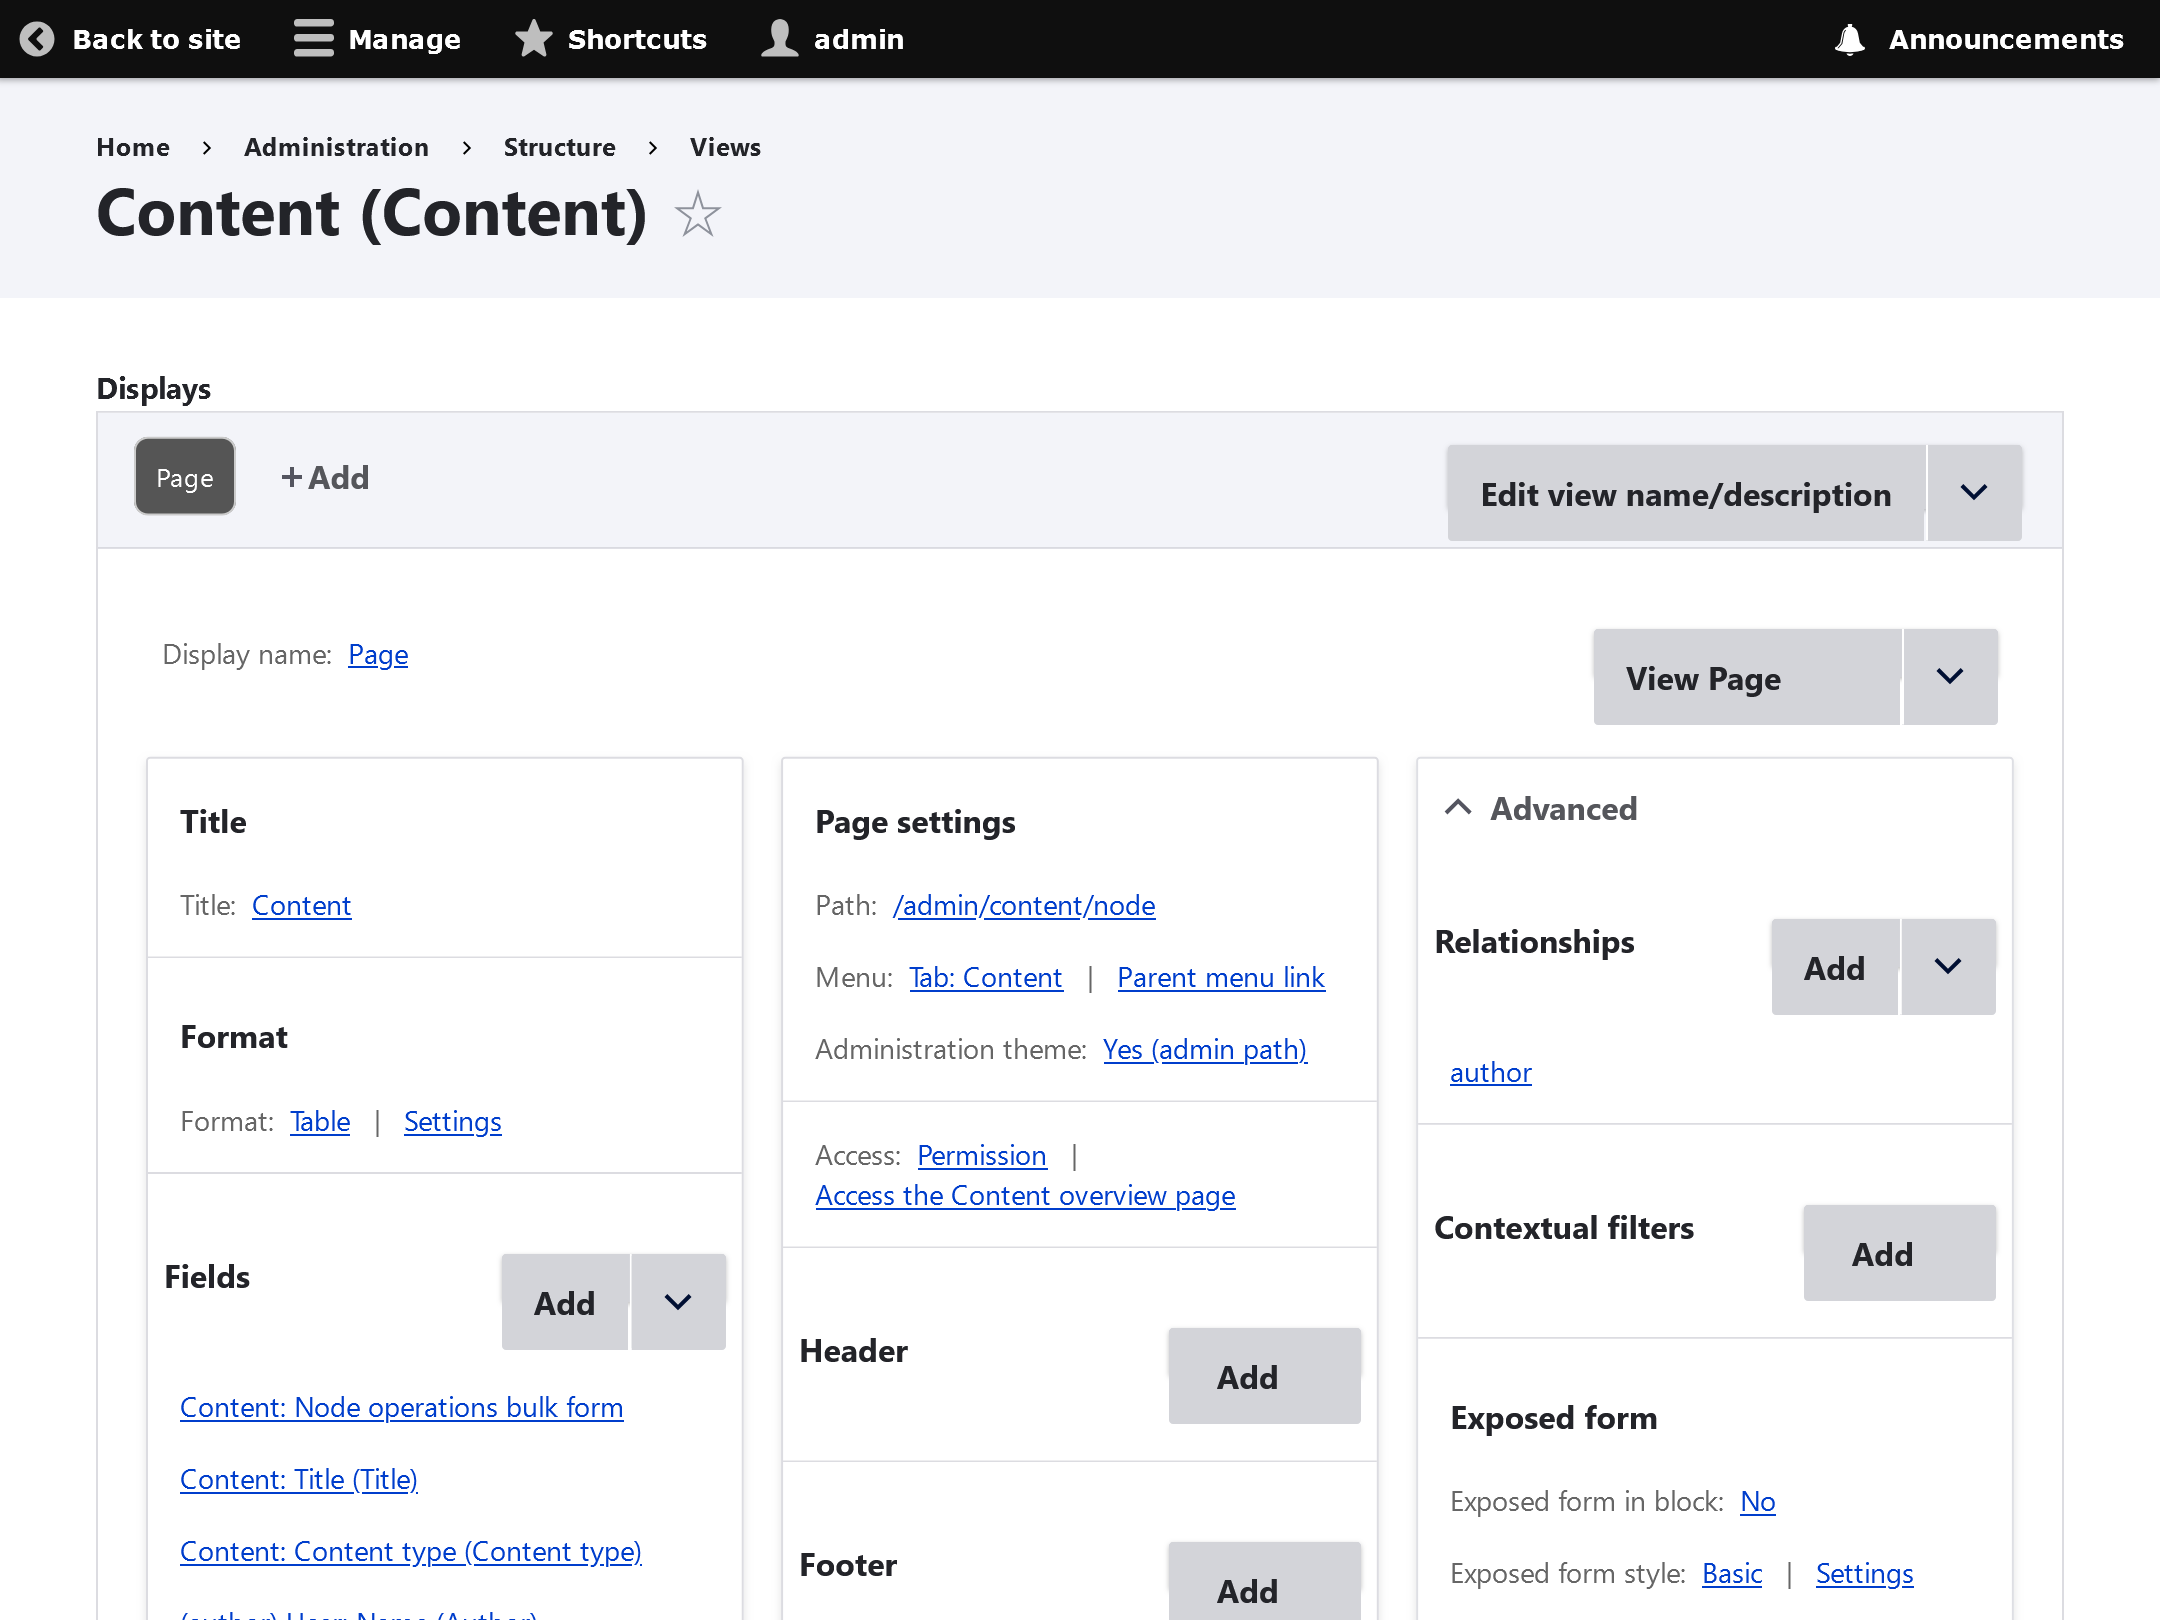 Back to site
Manage
Shortcuts
admin
Announcements
Home
Administration
Structure
Views
Content (Content)
Displays
Page
+ Add
Edit view name/description
Display name: Page
View Page
Title
Title: Content
Format
Format: Table | Settings
Fields
Add
Content: Node operations bulk form
Content: Title (Title)
Content: Content type (Content type)
(author) User: Name (Author)
Page settings
Path: /admin/content/node
Menu: Tab: Content | Parent menu link
Administration theme: Yes (admin path)
Access: Permission |
Access the Content overview page
Header
Add
Footer
Add
Advanced
Relationships
Add
author
Contextual filters
Add
Exposed form
Exposed form in block: No
Exposed form style: Basic | Settings